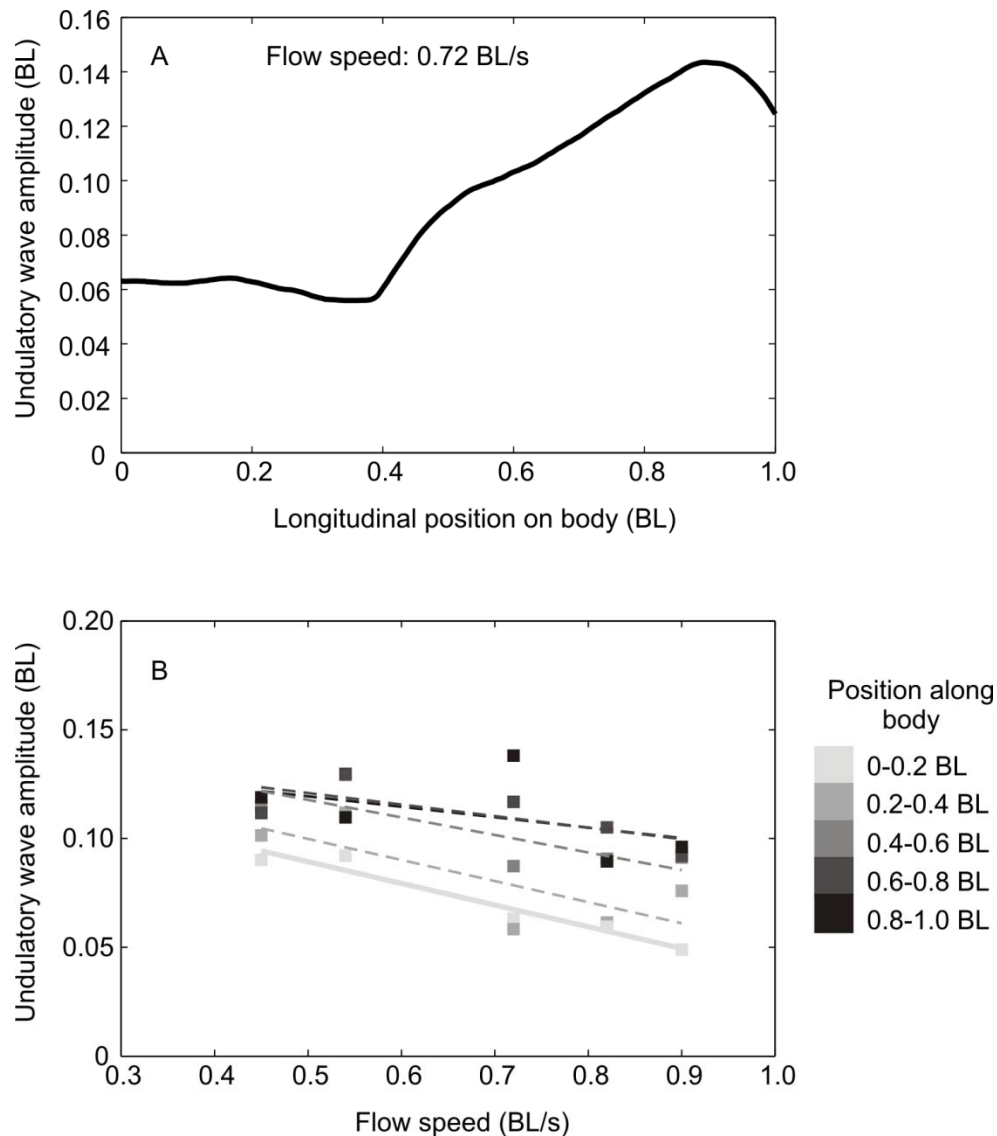 0.16
0.14
0.12
0.10
0.08
0.06
0.04
0.02
0
Undulatory wave amplitude (BL)
A
Flow speed: 0.72 BL/s
0 0.2 0.4 0.6 0.8 1.0
Longitudinal position on body (BL)
0.20
0.15
0.10
0.05
0
Undulatory wave amplitude (BL)
B
0.3 0.4 0.5 0.6 0.7 0.8 0.9 1.0
Flow speed (BL/s)
Position along
body
0-0.2 BL
0.2-0.4 BL
0.4-0.6 BL
0.6-0.8 BL
0.8-1.0 BL